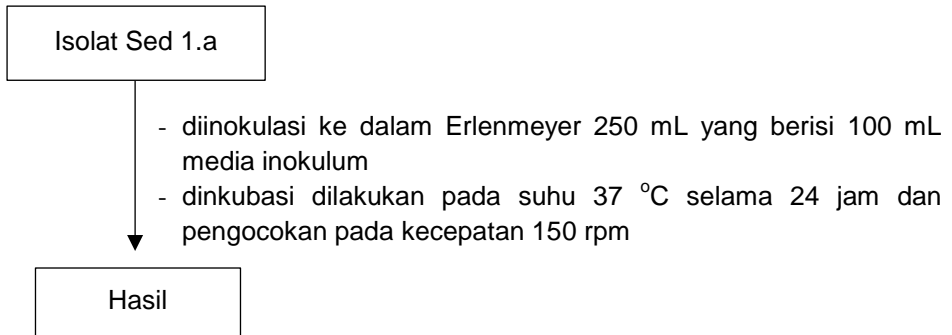 Isolat Sed 1.a
- diinokulasi ke dalam Erlenmeyer 250 mL yang berisi 100 mL
media inokulum
- dinkubasi dilakukan pada suhu 37 °C selama 24 jam dan
pengocokan pada kecepatan 150 rpm
Hasil